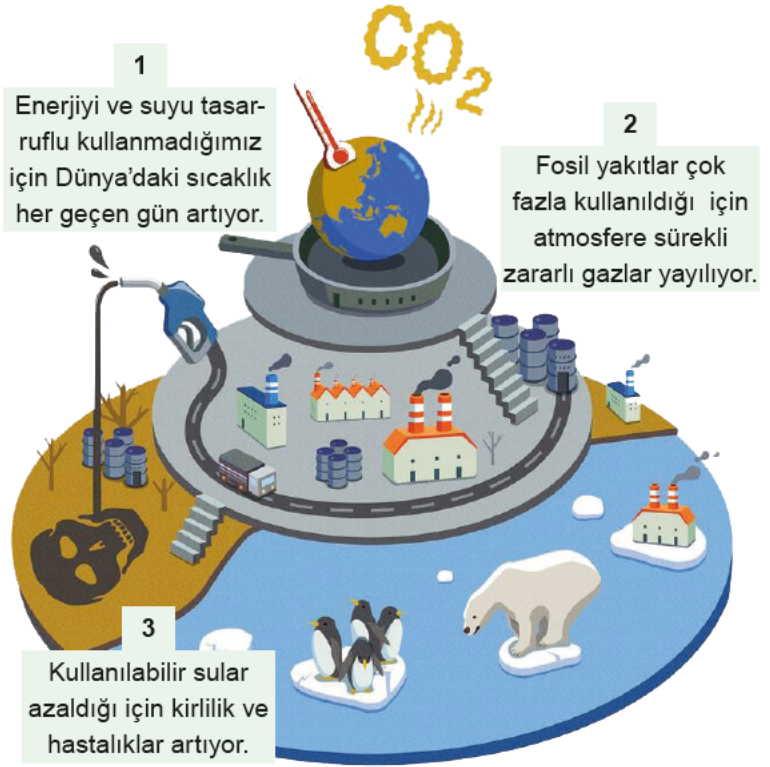 CO2
1
Enerjiyi ve suyu tasar-
ruflu kullanmadığımız
için Dünya’daki sıcaklık
her geçen gün artıyor.
2
Fosil yakıtlar çok
fazla kullanıldığı için
atmosfere sürekli
zararlı gazlar yayılıyor.
3
Kullanılabilir sular
azaldığı için kirlilik ve
hastalıklar artıyor.